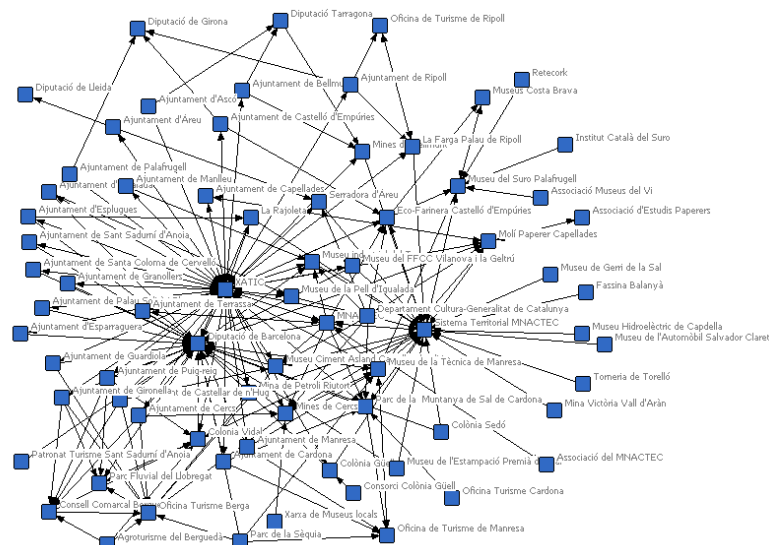 Diputació de Girona
Diputació Tarragona
Oficina de Turisme de Ripoll
Retecork
Ajuntament de Ripoll
Diputació de Lleida
Ajuntament de
Museus Costa Brava
Ajuntament d'Ascó
Ajuntament de Castelló d'Empúries
Ajuntament d'Àreu
Institut Català del Suro
La Farga Palau de Ripoll
Mines de
Ajuntament de Palafrugell
Ajuntament de Manlleu
Museu del Suro Palafrugell
Ajuntament de Capellades
Serradora d'Àreu
Associació Museus del Vi
Ajuntament d'Esplugues
La Rajoleta
Eco-Farinera Castelló d'Empúries
Associació d'Estudis Paperers
Ajuntament de Sant Sadurní d'Anoia
Molí Paperer Capellades
Ajuntament de Santa Coloma de Cervelló
Museu del FFCC Vilanova i la Geltrú
Museu de Gerri de la Sal
Ajuntament de Granollers
XATIC
Museu de la Pell d'Igualada
Fassina Balanyà
Ajuntament de Palau
Ajuntament de Terrassa
Departament Cultura-Generalitat de Catalunya
Ajuntament d'Esparraguera
Sistema Territorial MNACTEC
Museu Hidroelèctric de Capdella
Diputació de Barcelona
Museu de l'Automòbil Salvador Claret
Ajuntament de Guardiola
Museu Ciment Asland
Museu de la Tècnica de Manresa
Ajuntament de Puig-reig
Tomeria de Torelló
Ajuntament de Gironella
de Castellar de n'Hug
Mina de Petroli Riutort
Parc de la Muntanya de Sal de Cardona
Mina Victòria Vall d'Aràn
Ajuntament de Cercs
Mines de Cercs
Colònia Sedó
Colònia Vidal
Ajuntament de Manresa
Patronat Turisme Sant Sadurní d'Anoia
Ajuntament de Cardona
Colònia Güell
Museu de l'Estampació Premià
Associació del MNACTEC
Parc Fluvial del Llobregat
Consorci Colònia Güell
Oficina Turisme Cardona
Consell Comarcal
Oficina Turisme Berga
Xarxa de Museus locals
Agroturisme del Berguedà
Parc de la Sèquia
Oficina de Turisme de Manresa